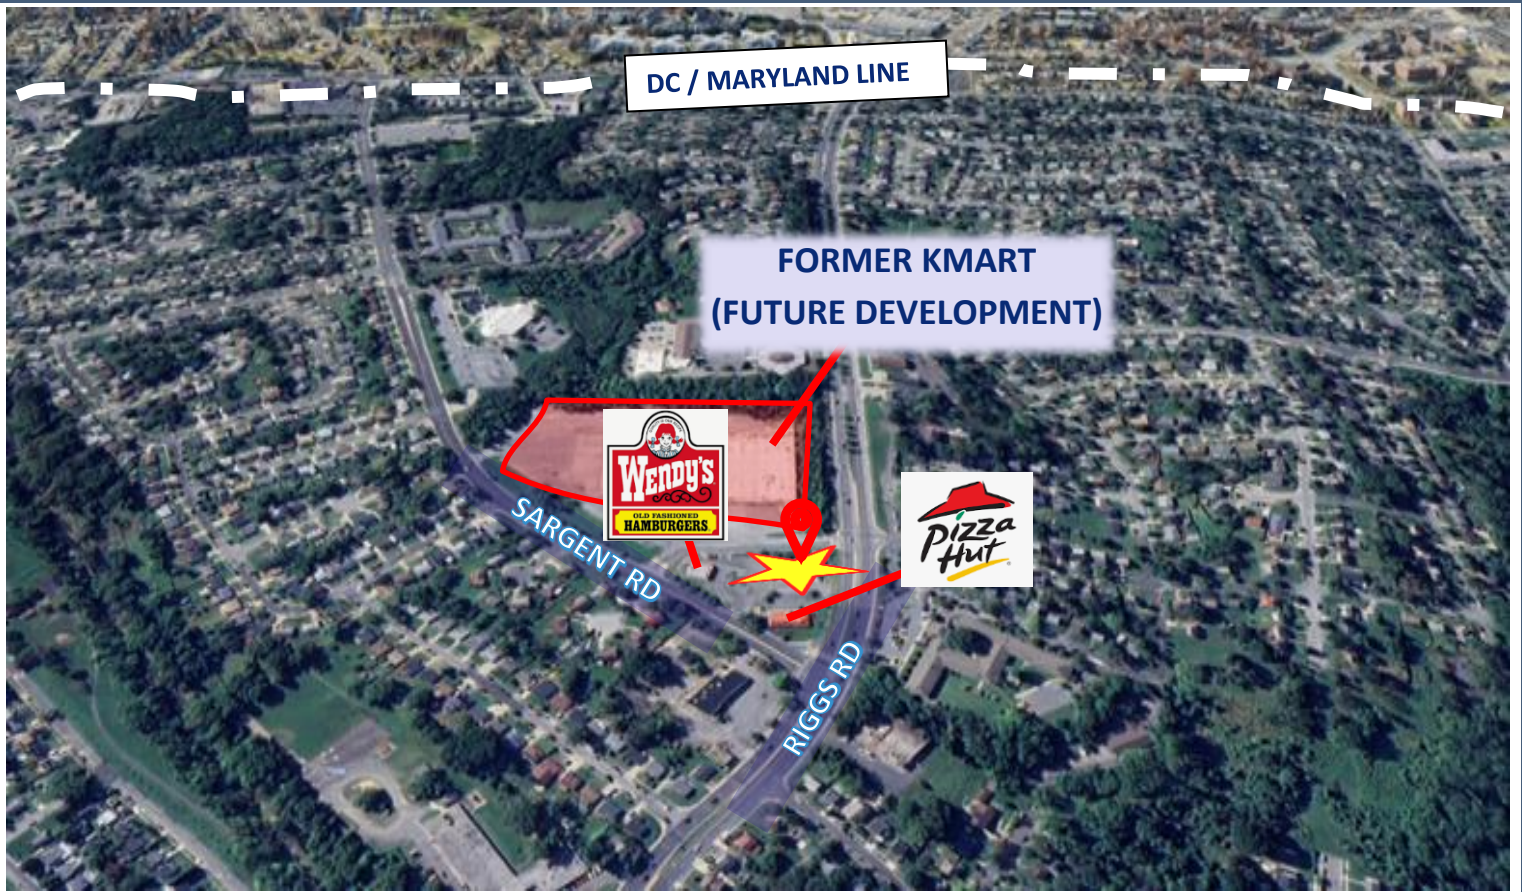 DC / MARYLAND LINE
FORMER KMART
(FUTURE DEVELOPMENT)
WENDY'S
OLD FASHIONED
HAMBURGERS
Pizza
Hut
SARGENT RD
RIGGS RD